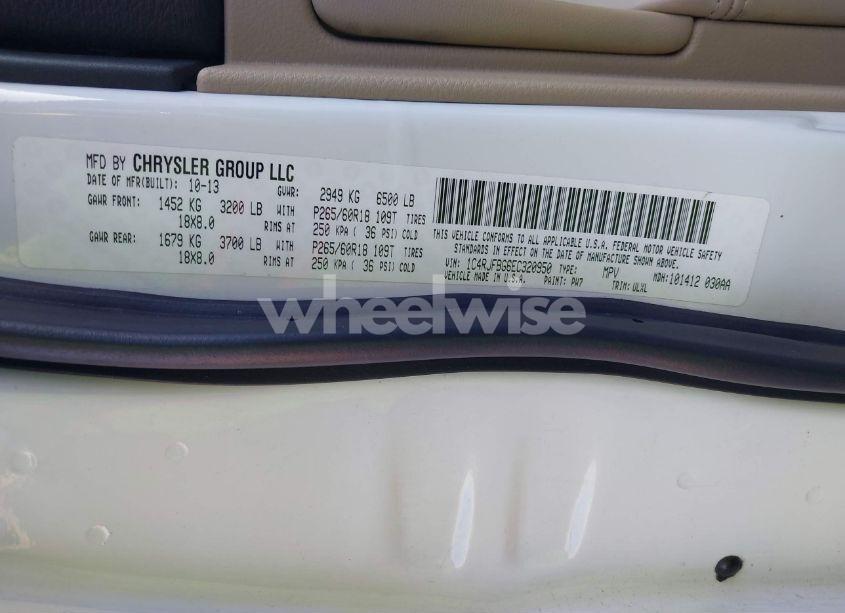 MFD BY CHRYSLER GROUP LLC
DATE OF MFR(BUILT): 10-13 GVWR: 2949 KG 6500 LB
GAWR FRONT: 1452 KG 3200 LB WITH P265/60R18 109T TIRES
18X8.0 RIMS AT 250 KPA ( 36 PSI) COLD
GAWR REAR: 1679 KG 3700 LB WITH P265/60R18 109T TIRES
18X8.0 RIMS AT 250 KPA ( 36 PSI) COLD
THIS VEHICLE CONFORMS TO ALL APPLICABLE U.S.A. FEDERAL MOTOR VEHICLE SAFETY
STANDARDS IN EFFECT ON THE DATE OF MANUFACTURE SHOWN ABOVE.
VIN: 1C4RJFBG6EC320950 TYPE: MPV MDH:101412 030AA
VEHICLE MADE IN U.S.A. PAINT: PW7 TRIM: ULXL
wheelwise